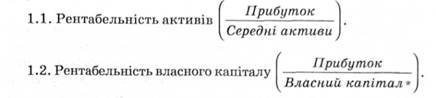 1.1. Рентабельність активів (Прибуток / Середні активи).
1.2. Рентабельність власного капіталу (Прибуток / Власний капітал*).